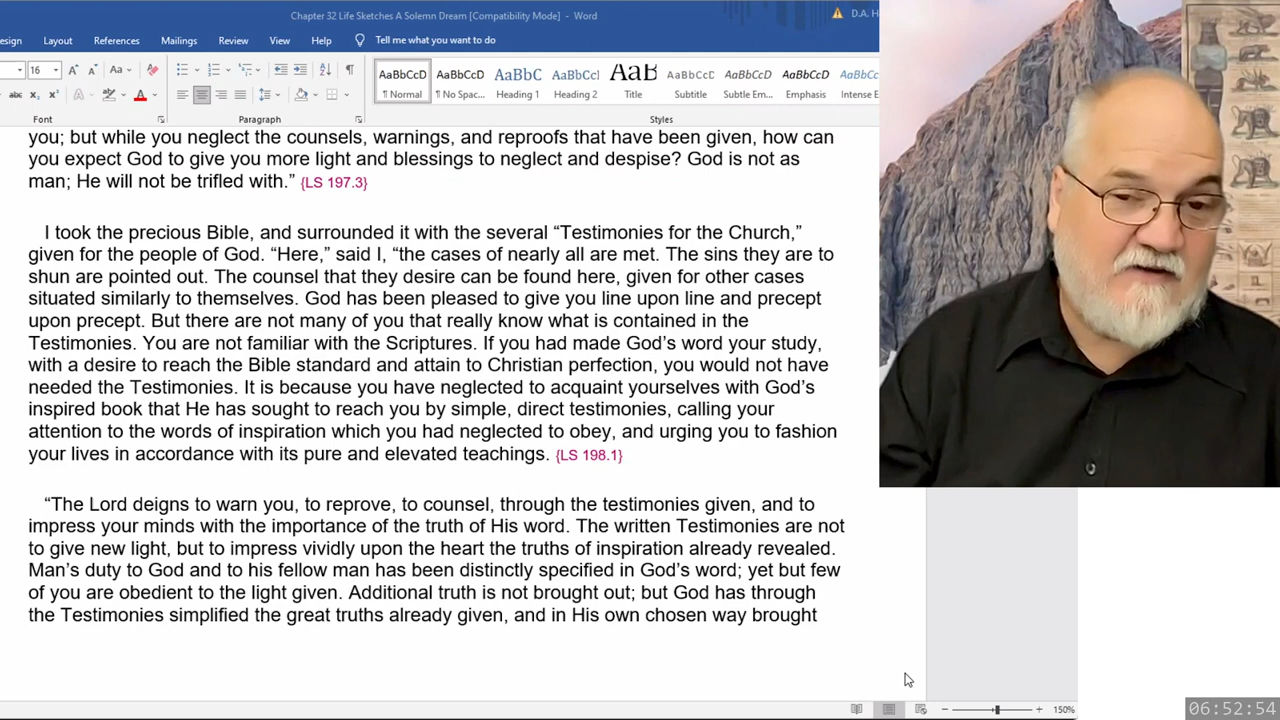 Chapter 32 Life Sketches A Solemn Dream [Compatibility Mode] - Word
D.A. H
esign Layout References Mailings Review View Help Tell me what you want to do
16 Aa
AaBbCcD AaBbCcD AaBbC AaBbCcl AaB AaBbCcD AaBbCcD AaBbCcD AaBbCc
¶ Normal ¶ No Spac... Heading 1 Heading 2 Title Subtitle Subtle Em... Emphasis Intense E
Font Paragraph Styles
you; but while you neglect the counsels, warnings, and reproofs that have been given, how can
you expect God to give you more light and blessings to neglect and despise? God is not as
man; He will not be trifled with.” {LS 197.3}
I took the precious Bible, and surrounded it with the several “Testimonies for the Church,”
given for the people of God. “Here,” said I, “the cases of nearly all are met. The sins they are to
shun are pointed out. The counsel that they desire can be found here, given for other cases
situated similarly to themselves. God has been pleased to give you line upon line and precept
upon precept. But there are not many of you that really know what is contained in the
Testimonies. You are not familiar with the Scriptures. If you had made God’s word your study,
with a desire to reach the Bible standard and attain to Christian perfection, you would not have
needed the Testimonies. It is because you have neglected to acquaint yourselves with God’s
inspired book that He has sought to reach you by simple, direct testimonies, calling your
attention to the words of inspiration which you had neglected to obey, and urging you to fashion
your lives in accordance with its pure and elevated teachings. {LS 198.1}
“The Lord deigns to warn you, to reprove, to counsel, through the testimonies given, and to
impress your minds with the importance of the truth of His word. The written Testimonies are not
to give new light, but to impress vividly upon the heart the truths of inspiration already revealed.
Man’s duty to God and to his fellow man has been distinctly specified in God’s word; yet but few
of you are obedient to the light given. Additional truth is not brought out; but God has through
the Testimonies simplified the great truths already given, and in His own chosen way brought
150%
06:52:54